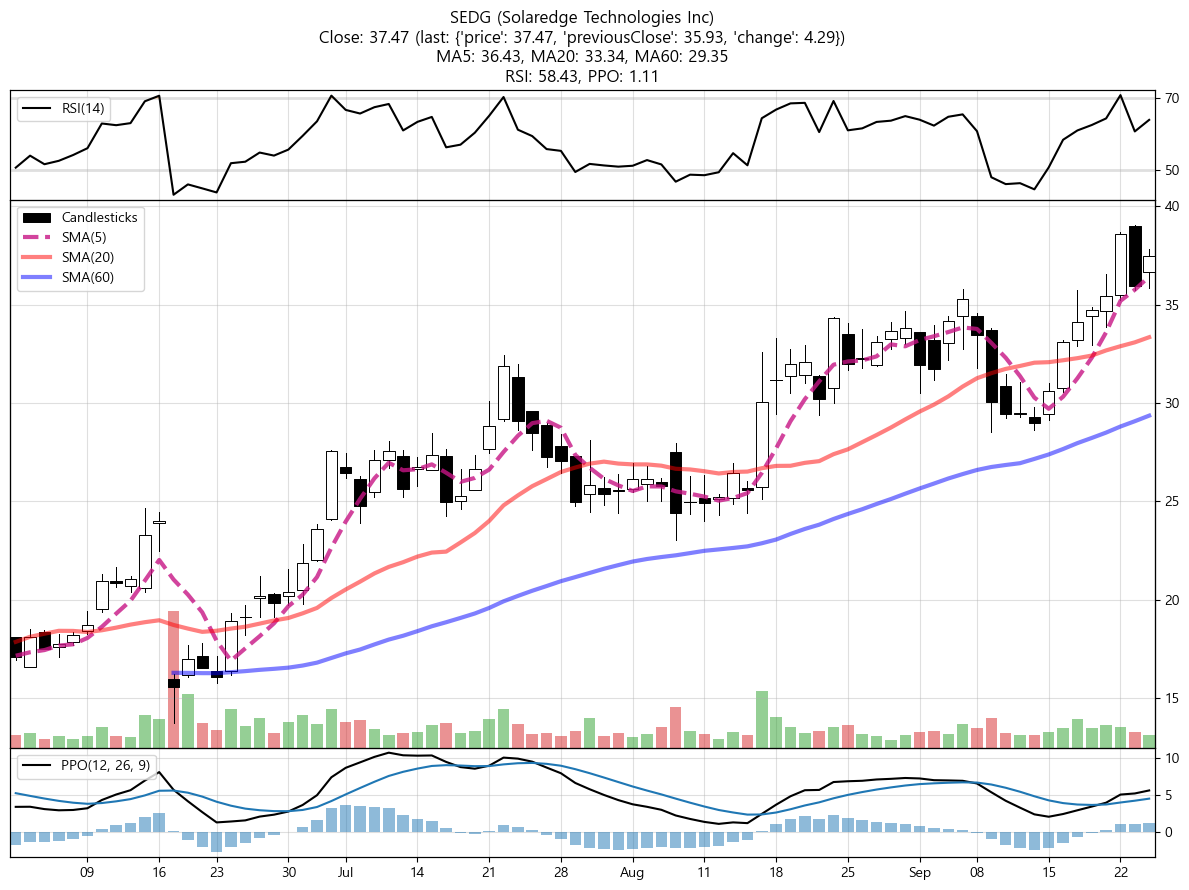 SEDG (Solaredge Technologies Inc)
Close: 37.47 (last: {'price': 37.47, 'previousClose': 35.93, 'change': 4.29})
MA5: 36.43, MA20: 33.34, MA60: 29.35
RSI: 58.43, PPO: 1.11
RSI(14)
70
50
Candlesticks
SMA(5)
SMA(20)
SMA(60)
40
35
30
25
20
15
PPO(12, 26, 9)
10
5
0
09 16 23 30 Jul 14 21 28 Aug 11 18 25 Sep 08 15 22